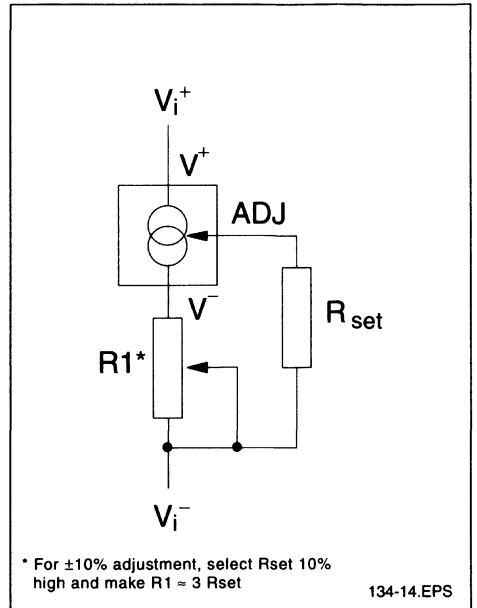 Vi+
V+
ADJ
V−
R set
R1*
Vi−
* For ±10% adjustment, select Rset 10%
high and make R1 ≈ 3 Rset
134-14.EPS